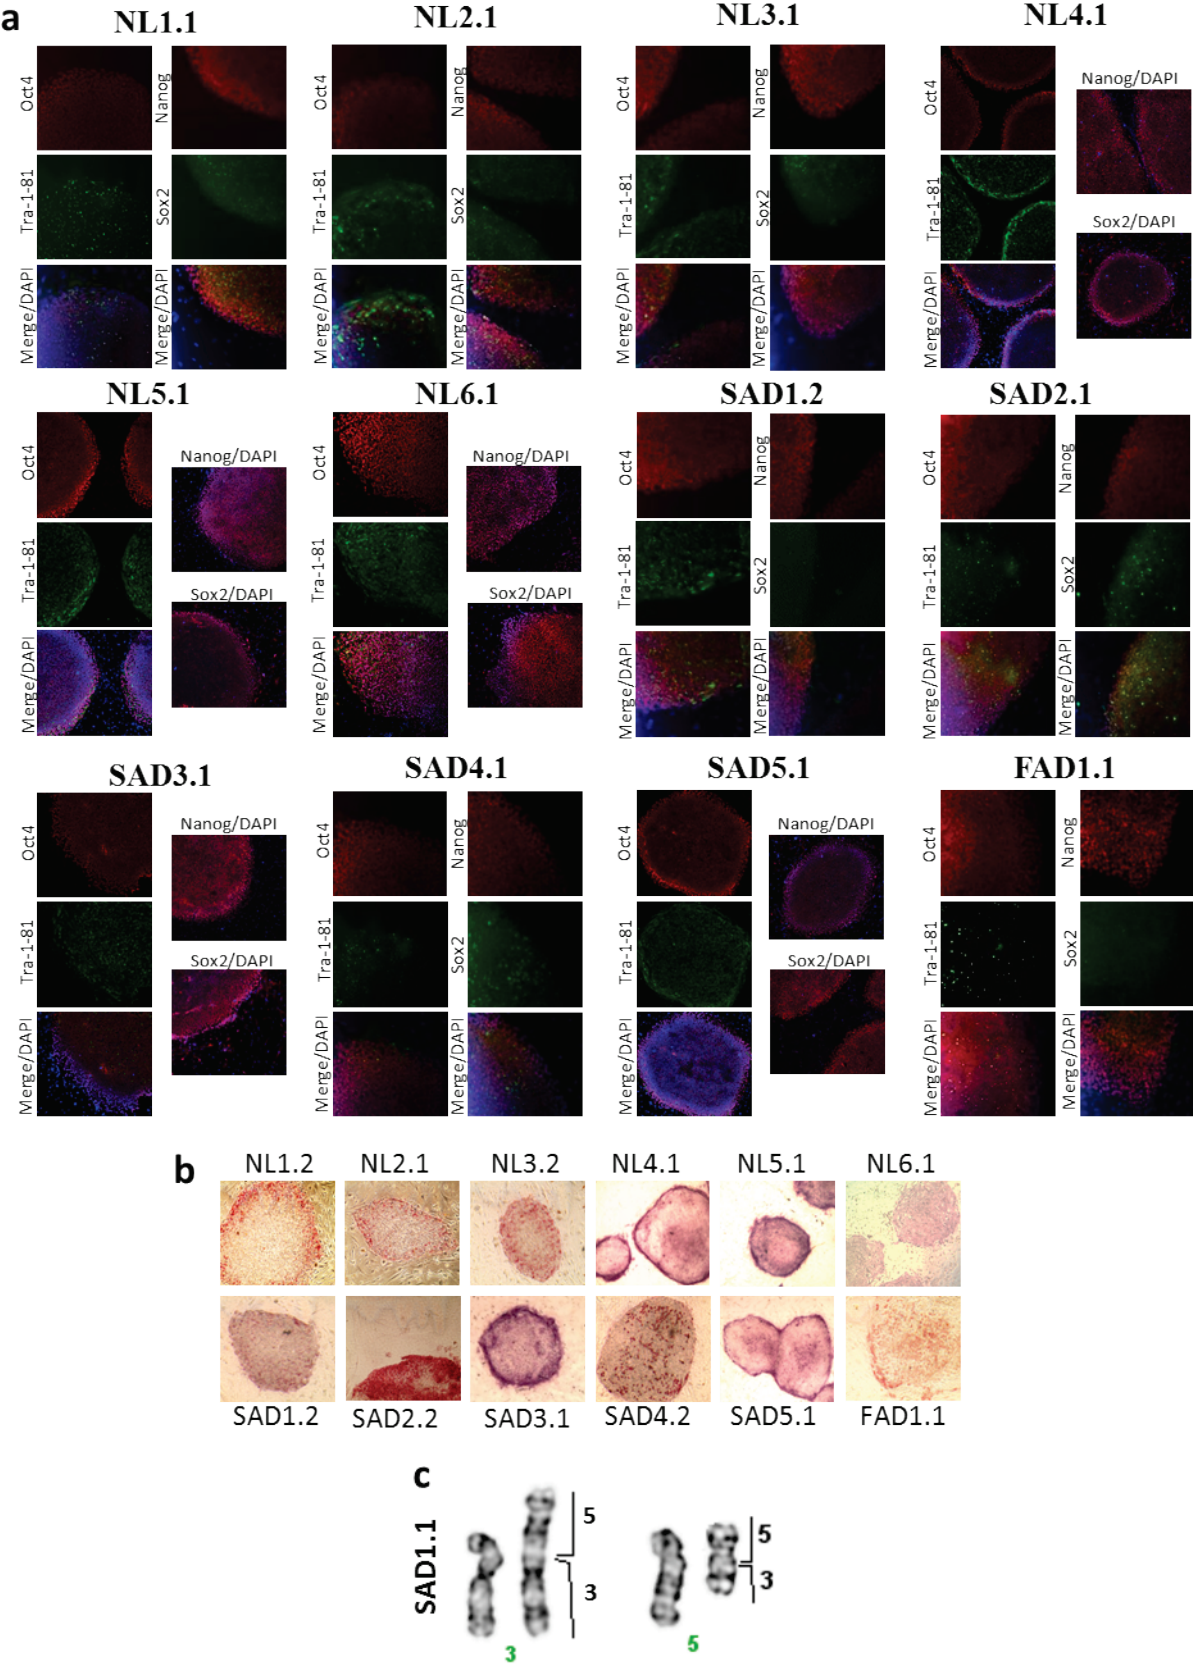 a
NL1.1
NL2.1
NL3.1
NL4.1
Oct4
Nanog
Oct4
Nanog
Oct4
Nanog
Oct4
Nanog/DAPI
Tra-1-81
Sox2
Tra-1-81
Sox2
Tra-1-81
Sox2
Tra-1-81
Sox2/DAPI
Merge/DAPI
Merge/DAPI
Merge/DAPI
Merge/DAPI
Merge/DAPI
Merge/DAPI
Merge/DAPI
NL5.1
NL6.1
SAD1.2
SAD2.1
Oct4
Nanog/DAPI
Oct4
Nanog/DAPI
Oct4
Nanog
Oct4
Nanog
Tra-1-81
Sox2/DAPI
Tra-1-81
Sox2/DAPI
Tra-1-81
Sox2
Tra-1-81
Sox2
Merge/DAPI
Merge/DAPI
Merge/DAPI
Merge/DAPI
Merge/DAPI
Merge/DAPI
SAD3.1
SAD4.1
SAD5.1
FAD1.1
Oct4
Nanog/DAPI
Oct4
Nanog
Oct4
Nanog/DAPI
Oct4
Nanog
Tra-1-81
Sox2/DAPI
Tra-1-81
Sox2
Tra-1-81
Sox2/DAPI
Tra-1-81
Sox2
Merge/DAPI
Merge/DAPI
Merge/DAPI
Merge/DAPI
Merge/DAPI
Merge/DAPI
b
NL1.2
NL2.1
NL3.2
NL4.1
NL5.1
NL6.1
SAD1.2
SAD2.2
SAD3.1
SAD4.2
SAD5.1
FAD1.1
c
SAD1.1
5
3
3
5
3
5